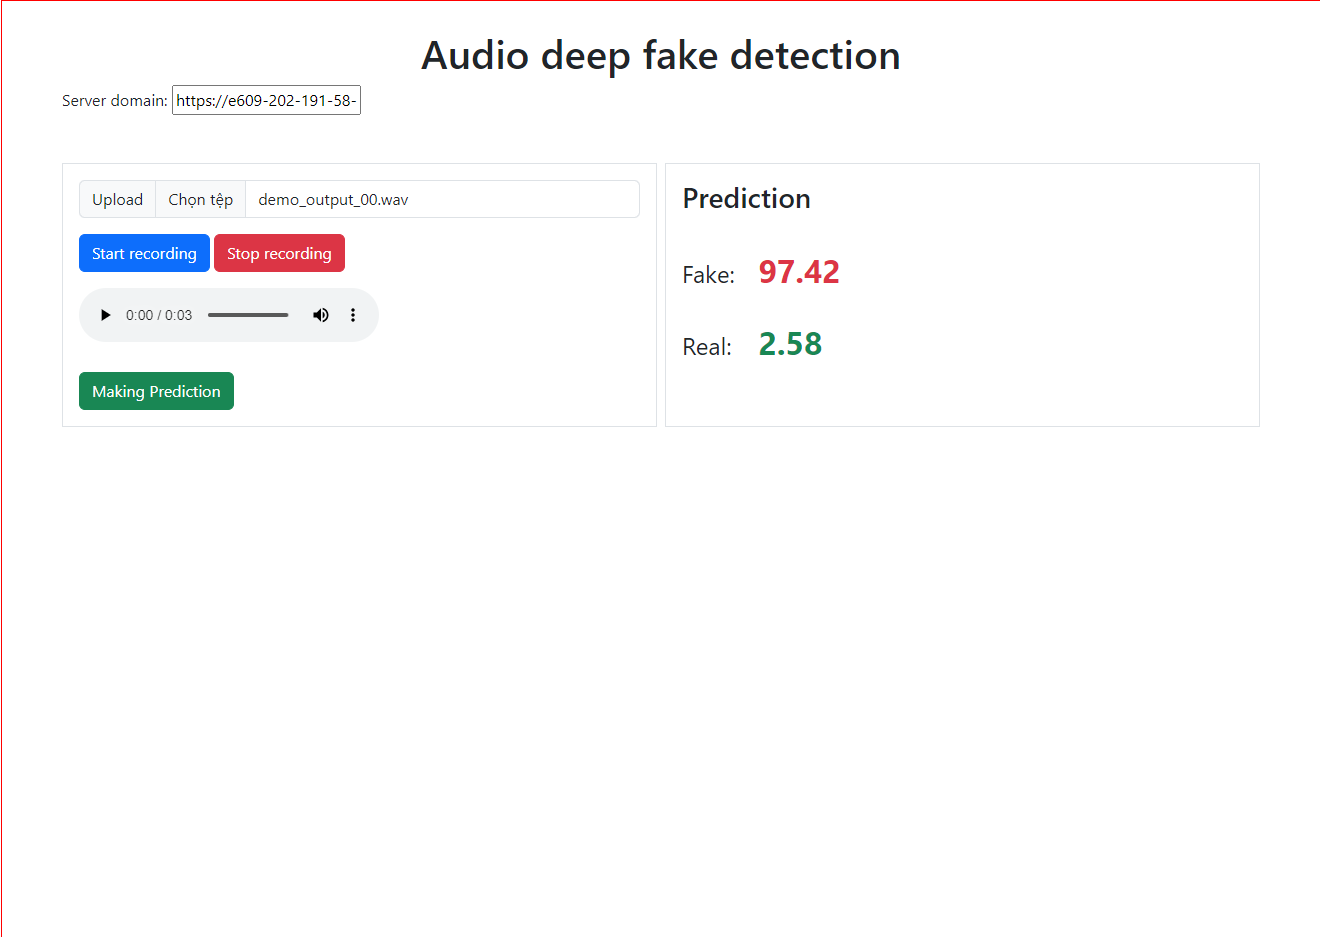 Audio deep fake detection
Server domain: https://e609-202-191-58-
Upload Chọn tệp demo_output_00.wav
Start recording Stop recording
0:00 / 0:03
Making Prediction
Prediction
Fake: 97.42
Real: 2.58